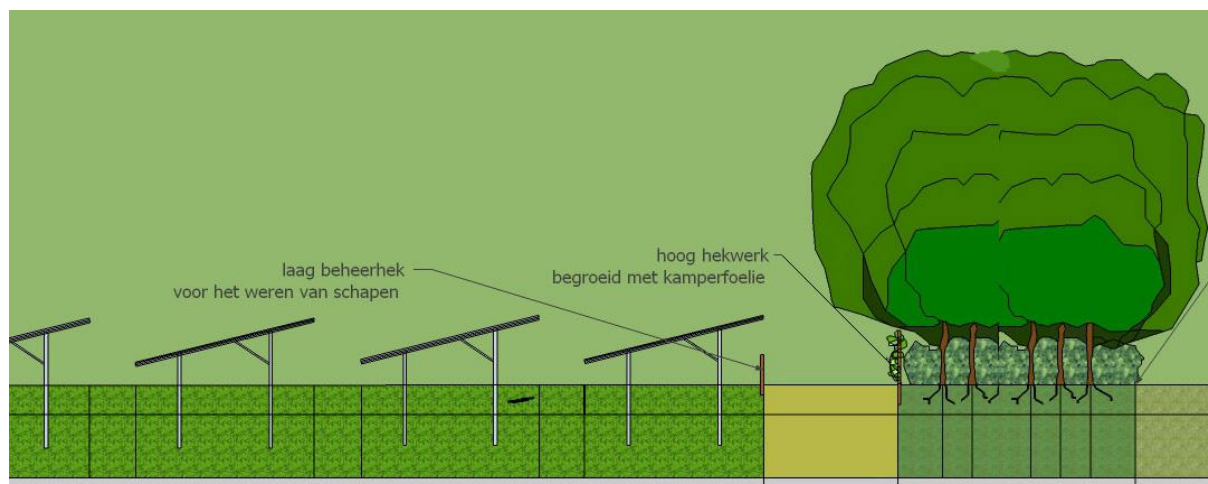 laag beheerhek
voor het weren van schapen
hoog hekwerk
begroeid met kamperfoelie